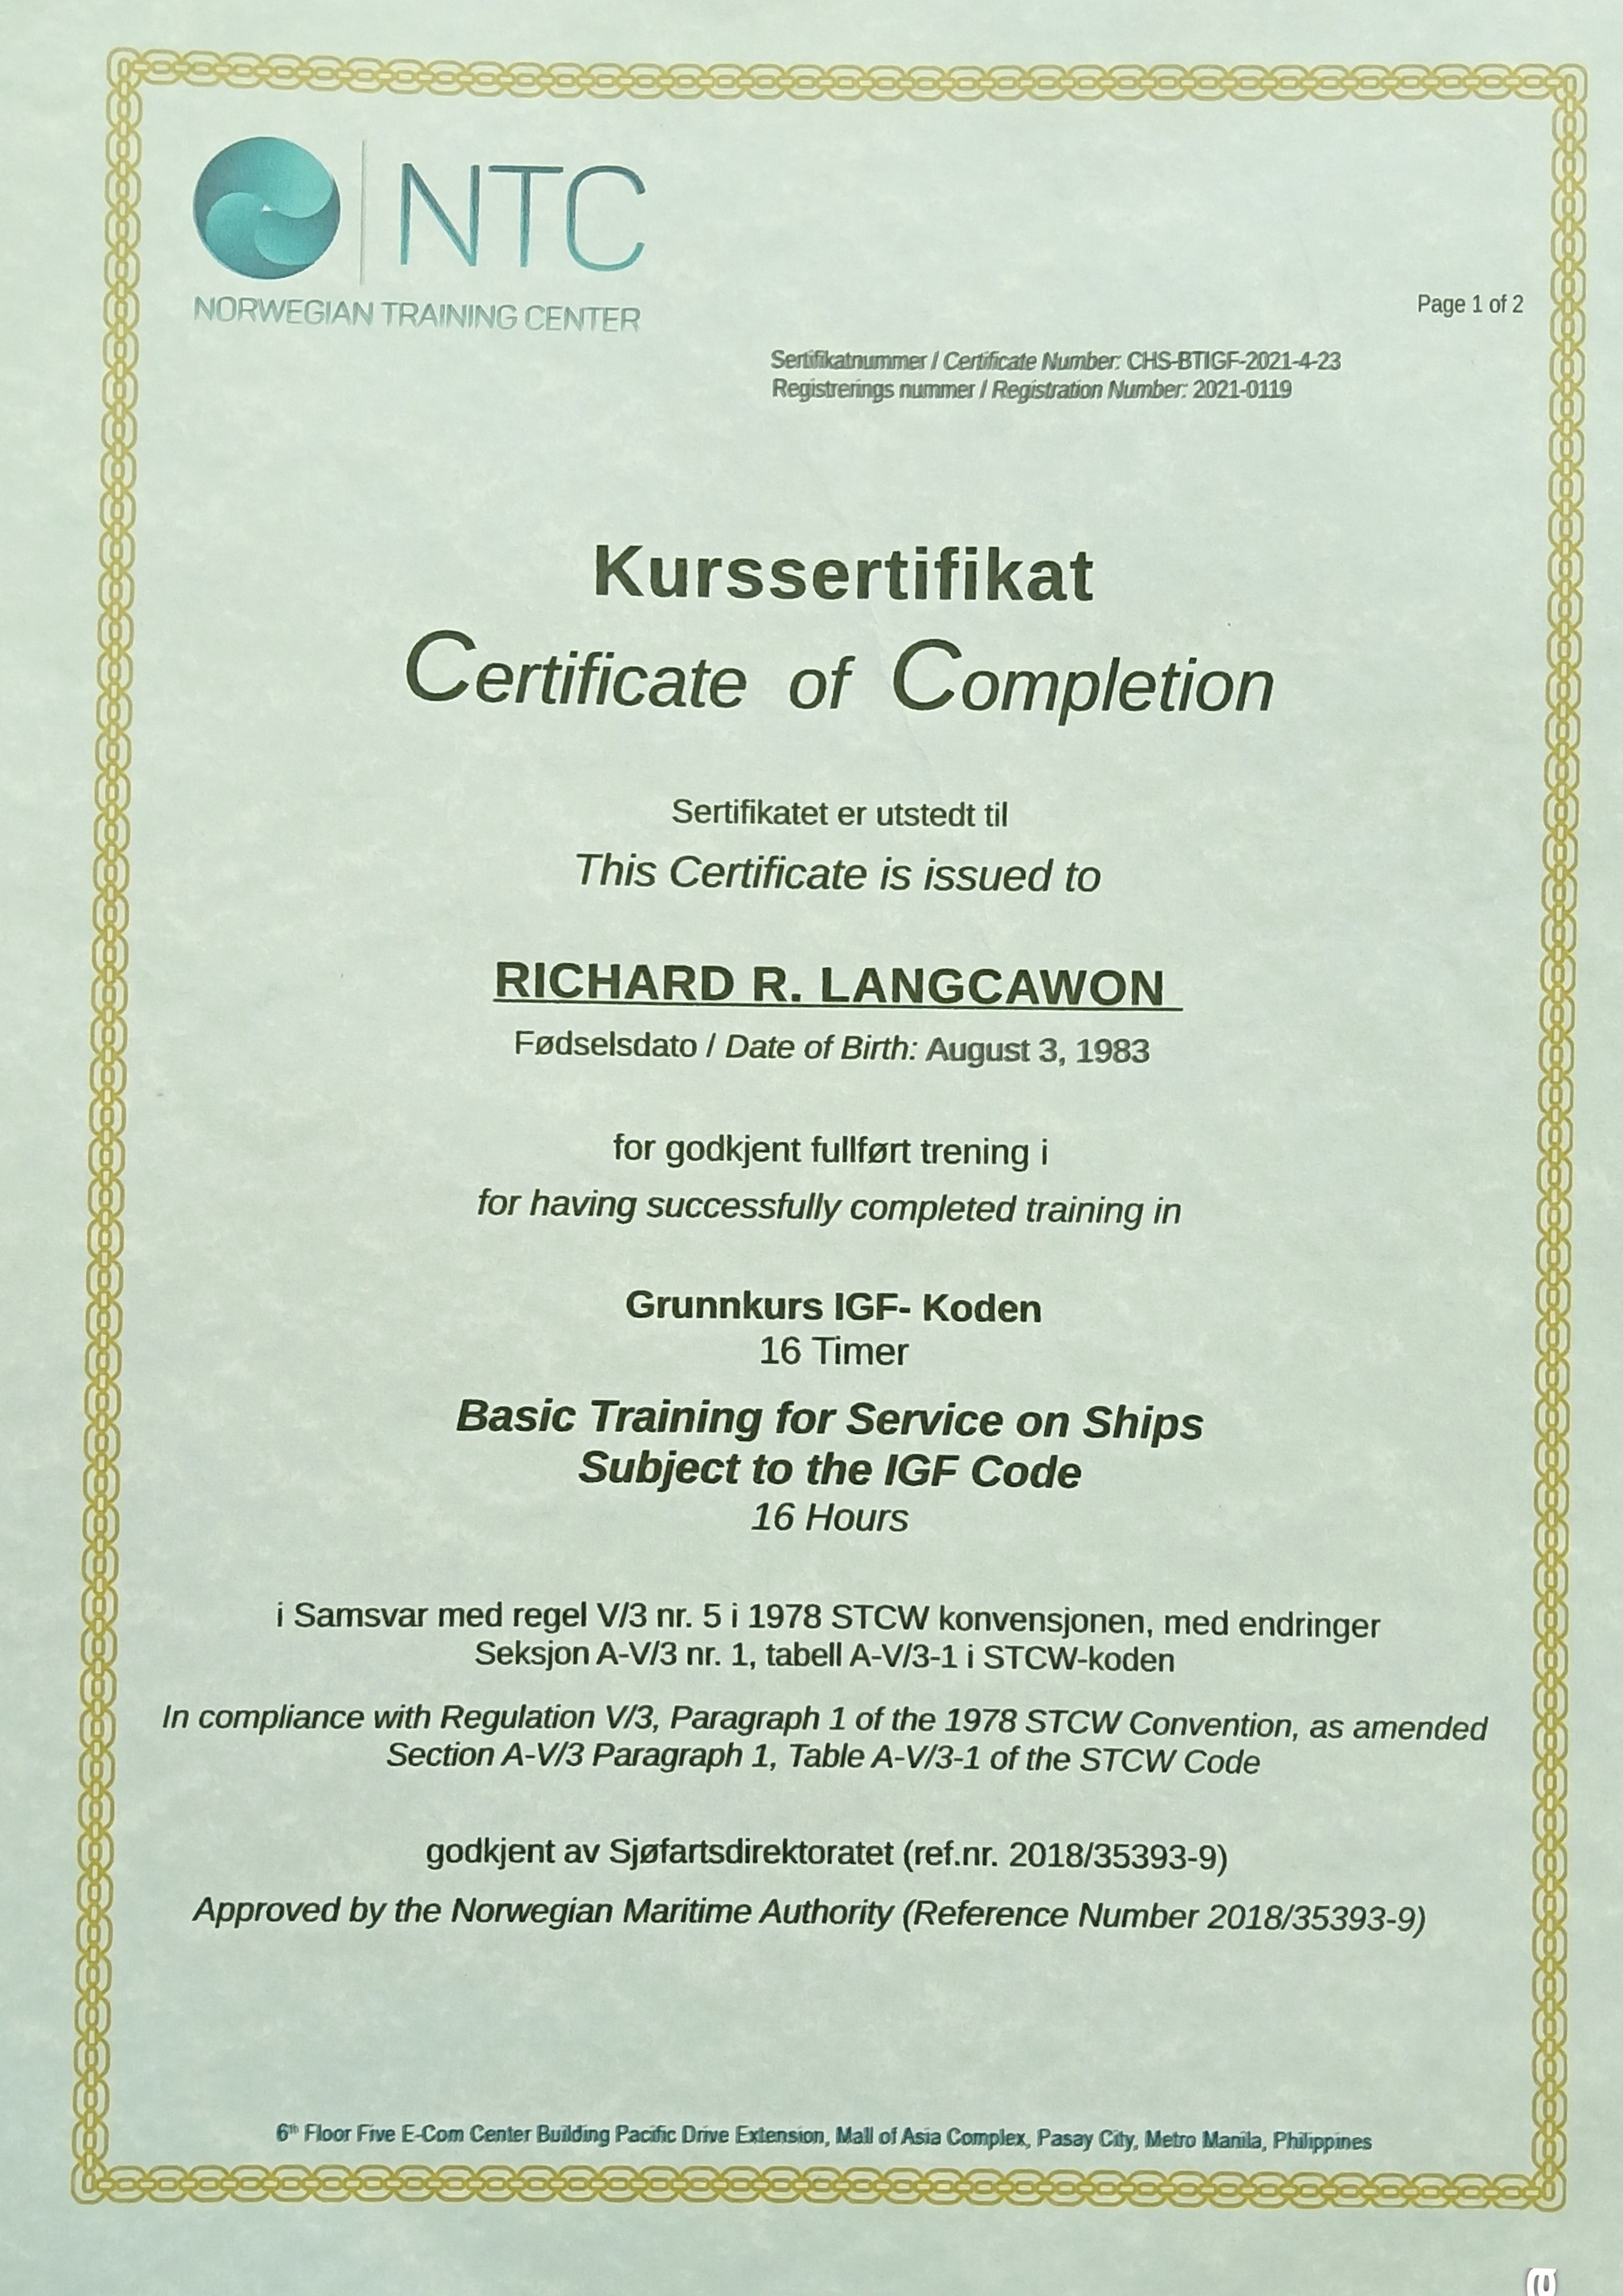 NTC
NORWEGIAN TRAINING CENTER
Page 1 of 2
Sertifikatnummer / Certificate Number: CHS-BTIGF-2021-4-23
Registrerings nummer / Registration Number: 2021-0119
Kurssertifikat
Certificate of Completion
Sertifikatet er utstedt til
This Certificate is issued to
RICHARD R. LANGCAWON
Fødselsdato / Date of Birth: August 3, 1983
for godkjent fullført trening i
for having successfully completed training in
Grunnkurs IGF- Koden
16 Timer
Basic Training for Service on Ships
Subject to the IGF Code
16 Hours
i Samsvar med regel V/3 nr. 5 i 1978 STCW konvensjonen, med endringer
Seksjon A-V/3 nr. 1, tabell A-V/3-1 i STCW-koden
In compliance with Regulation V/3, Paragraph 1 of the 1978 STCW Convention, as amended
Section A-V/3 Paragraph 1, Table A-V/3-1 of the STCW Code
godkjent av Sjøfartsdirektoratet (ref.nr. 2018/35393-9)
Approved by the Norwegian Maritime Authority (Reference Number 2018/35393-9)
6th Floor Five E-Com Center Building Pacific Drive Extension, Mall of Asia Complex, Pasay City, Metro Manila, Philippines